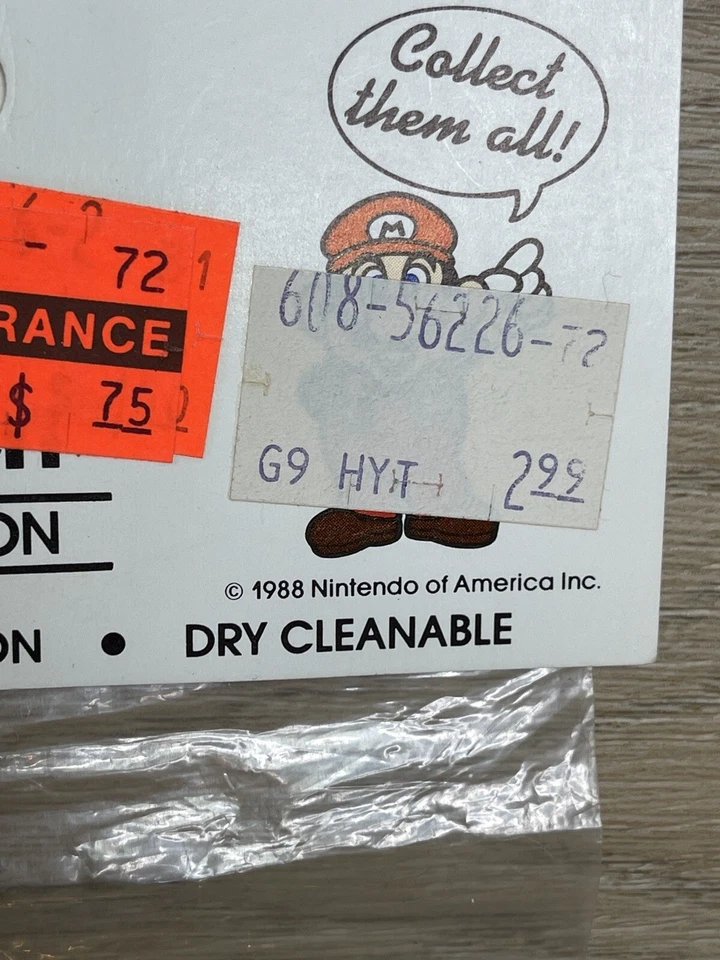 Collect
them all!
M
72 1
RANCE
$ 75
608-56226-72
G9 HYT 299
ON
© 1988 Nintendo of America Inc.
ON • DRY CLEANABLE